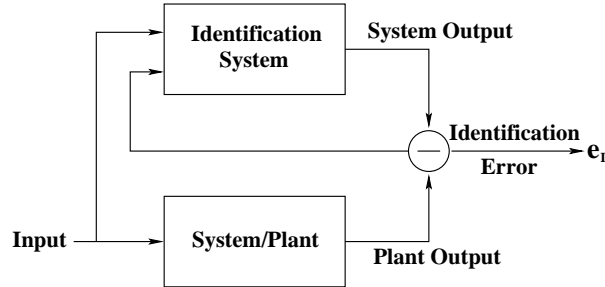 Identification
System
System Output
Identification
Error
e_I
Input
System/Plant
Plant Output